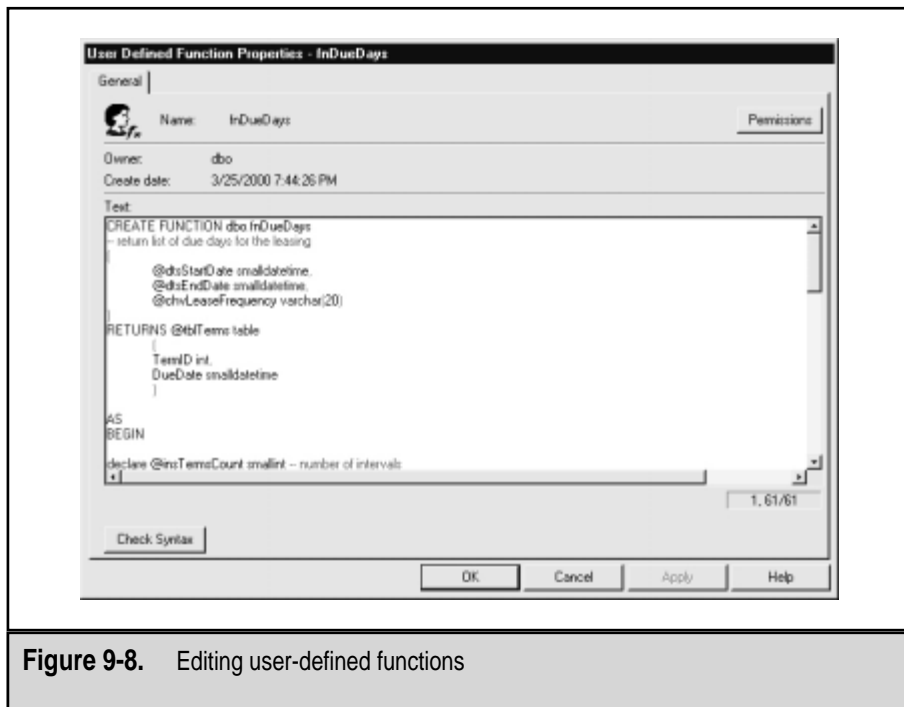 User Defined Function Properties - fnDueDays
General
Name: fnDueDays
Permissions
Owner: dbo
Create date: 3/25/2000 7:44:26 PM
Text:
CREATE FUNCTION dbo.fnDueDays
-- return list of due days for the leasing
(
@dtsStartDate smalldatetime,
@dtsEndDate smalldatetime,
@chvLeaseFrequency varchar(20)
)
RETURNS @tblTerms table
(
TermID int,
DueDate smalldatetime
)
AS
BEGIN
declare @insTermsCount smallint -- number of intervals
1, 61/61
Check Syntax
OK Cancel Apply Help
Figure 9-8. Editing user-defined functions